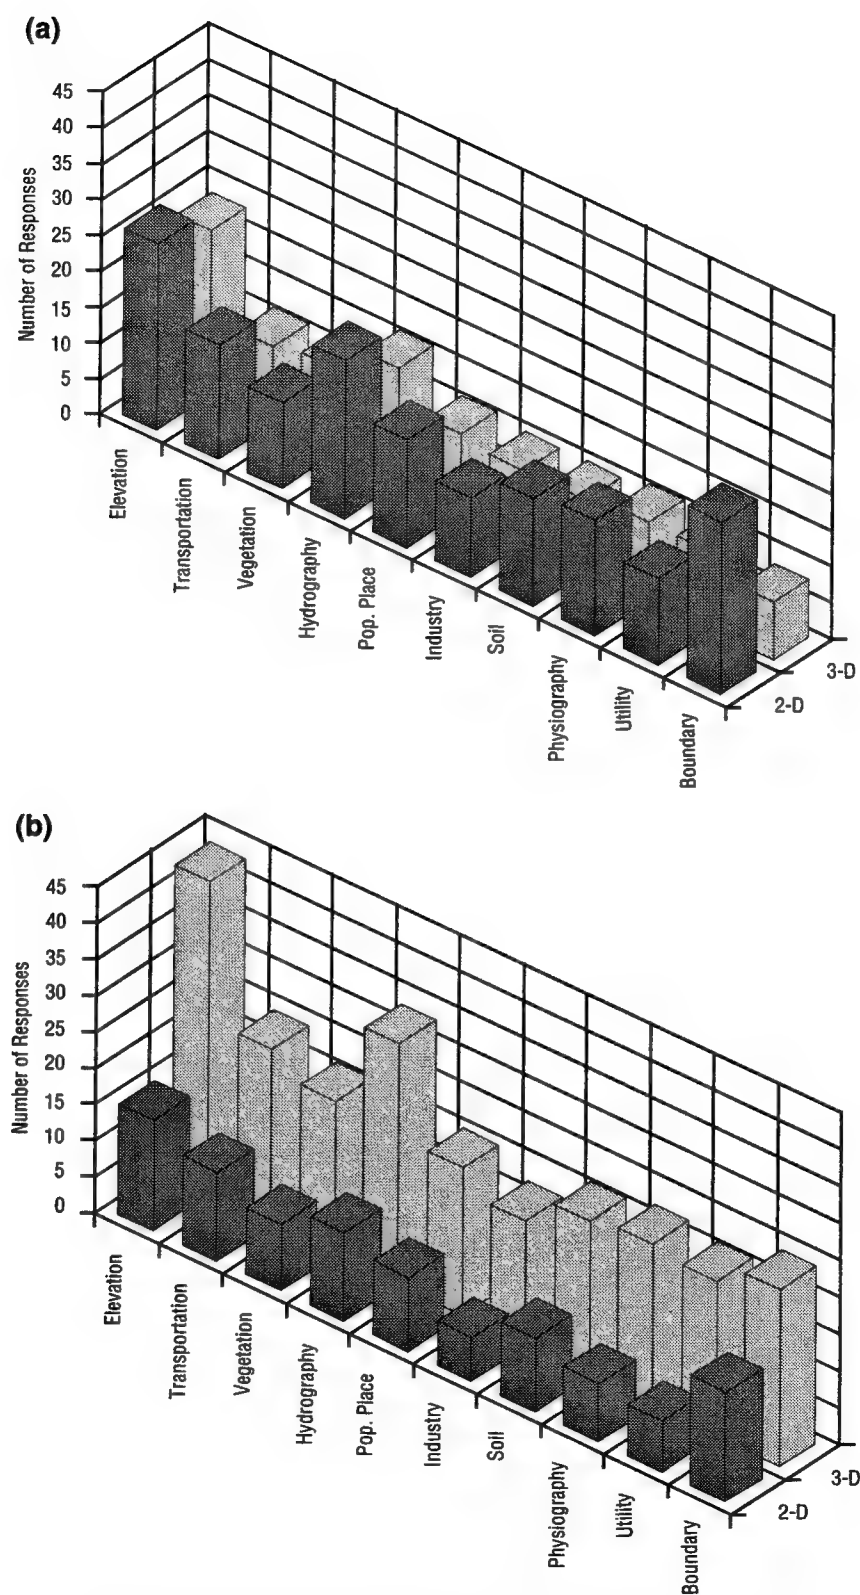 (a)
45
40
35
30
25
20
15
10
5
0
Number of Responses
Elevation
Transportation
Vegetation
Hydrography
Pop. Place
Industry
Soil
Physiography
Utility
Boundary
2-D
3-D
(b)
45
40
35
30
25
20
15
10
5
0
Number of Responses
Elevation
Transportation
Vegetation
Hydrography
Pop. Place
Industry
Soil
Physiography
Utility
Boundary
2-D
3-D